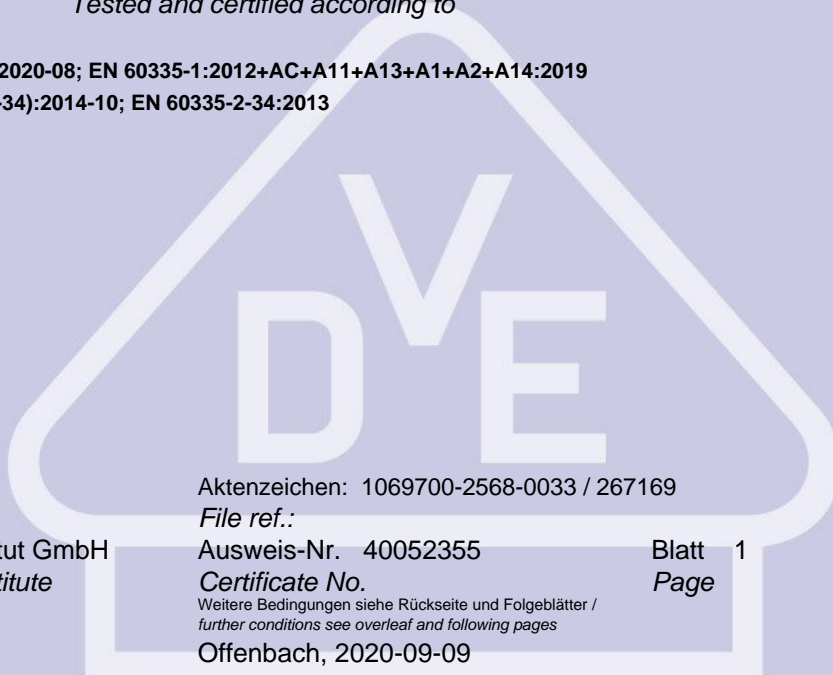 Tested and certified according to
2020-08; EN 60335-1:2012+AC+A11+A13+A1+A2+A14:2019
-34):2014-10; EN 60335-2-34:2013
DVE
Aktenzeichen: 1069700-2568-0033 / 267169
File ref.:
tut GmbH Ausweis-Nr. 40052355 Blatt 1
titute Certificate No. Page
Weitere Bedingungen siehe Rückseite und Folgeblätter /
further conditions see overleaf and following pages
Offenbach, 2020-09-09